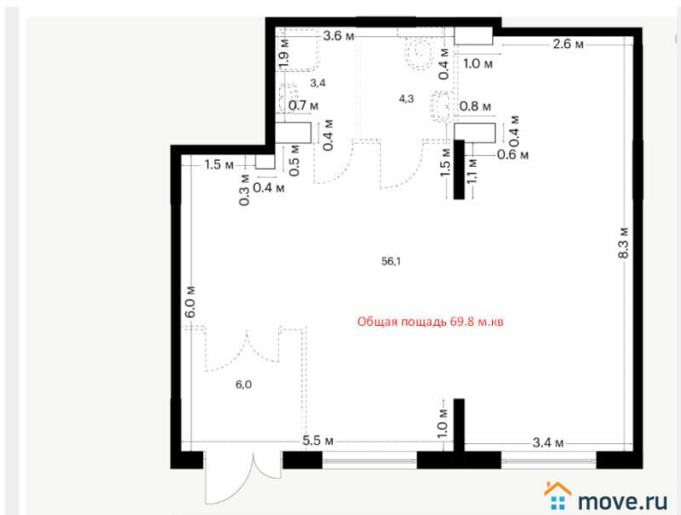 3.6 м
2.6 м
1.9 м
0.4 м
1.0 м
3,4
4,3
0.7 м
0.8 м
0.4 м
0.4 м
0.6 м
1.5 м
0.5 м
0.4 м
0.3 м
1.5 м
1.1 м
56,1
8.3 м
6.0 м
Общая пощадь 69.8 м.кв
6,0
1.0 м
5.5 м
3.4 м
move.ru